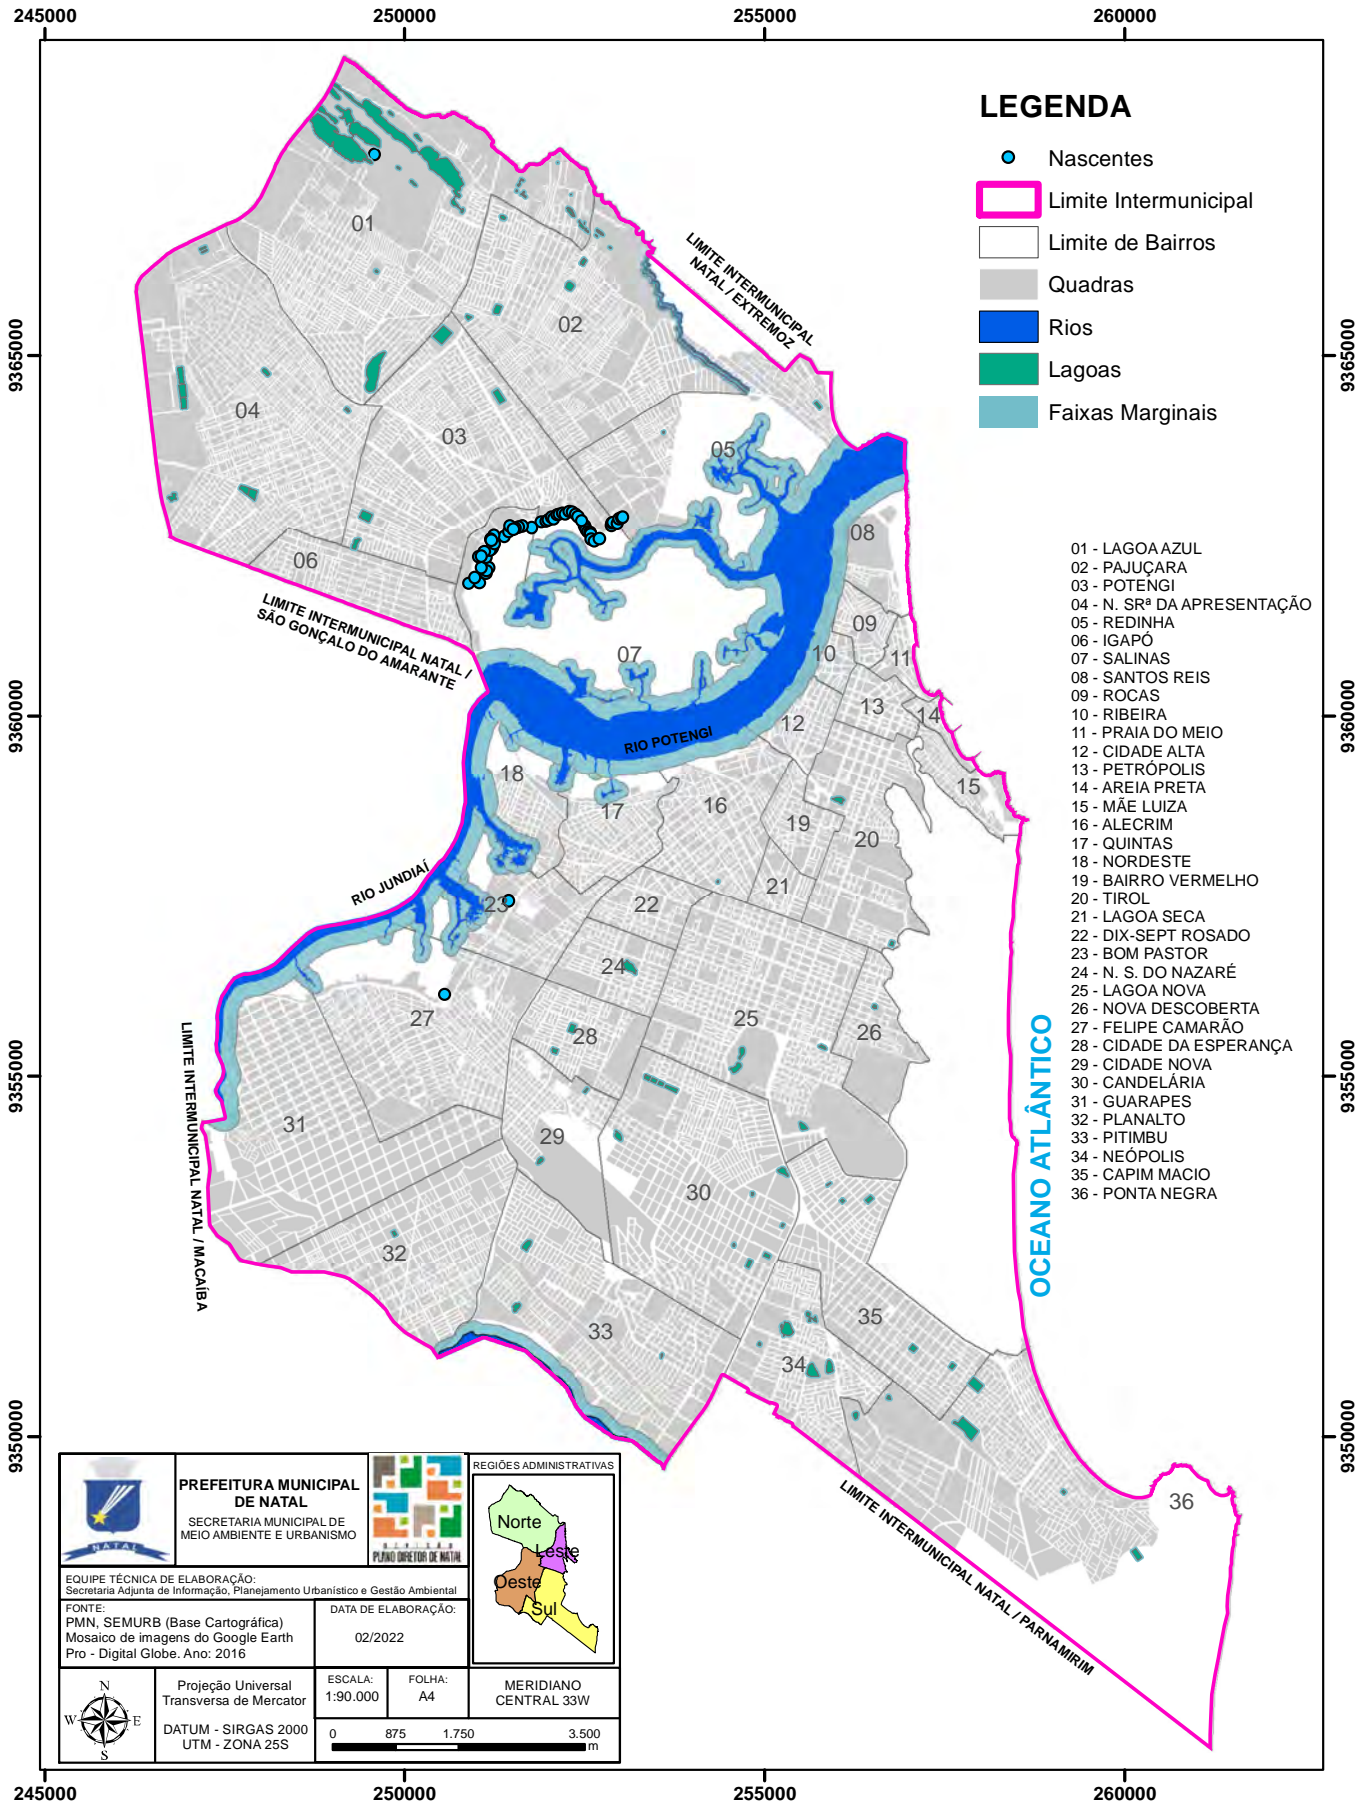 245000
250000
255000
260000
LEGENDA
Nascentes
Limite Intermunicipal
Limite de Bairros
Quadras
Rios
Lagoas
Faixas Marginais
9365000
9365000
9360000
9360000
9355000
9355000
9350000
9350000
LIMITE INTERMUNICIPAL
NATAL / EXTREMOZ
01
02
03
04
05
06
07
08
09
10
11
12
13
14
15
16
17
18
19
20
21
22
23
24
25
26
27
28
29
30
31
32
33
34
35
36
LIMITE INTERMUNICIPAL NATAL /
SÃO GONÇALO DO AMARANTE
RIO POTENGI
RIO JUNDIAÍ
LIMITE INTERMUNICIPAL NATAL / MACAÍBA
LIMITE INTERMUNICIPAL NATAL / PARNAMIRIM
OCEANO ATLÂNTICO
01 - LAGOA AZUL
02 - PAJUÇARA
03 - POTENGI
04 - N. SRª DA APRESENTAÇÃO
05 - REDINHA
06 - IGAPÓ
07 - SALINAS
08 - SANTOS REIS
09 - ROCAS
10 - RIBEIRA
11 - PRAIA DO MEIO
12 - CIDADE ALTA
13 - PETRÓPOLIS
14 - AREIA PRETA
15 - MÃE LUIZA
16 - ALECRIM
17 - QUINTAS
18 - NORDESTE
19 - BAIRRO VERMELHO
20 - TIROL
21 - LAGOA SECA
22 - DIX-SEPT ROSADO
23 - BOM PASTOR
24 - N. S. DO NAZARÉ
25 - LAGOA NOVA
26 - NOVA DESCOBERTA
27 - FELIPE CAMARÃO
28 - CIDADE DA ESPERANÇA
29 - CIDADE NOVA
30 - CANDELÁRIA
31 - GUARAPES
32 - PLANALTO
33 - PITIMBU
34 - NEÓPOLIS
35 - CAPIM MACIO
36 - PONTA NEGRA
NATAL
PREFEITURA MUNICIPAL
DE NATAL
SECRETARIA MUNICIPAL DE
MEIO AMBIENTE E URBANISMO
REVISÃO
PLANO DIRETOR DE NATAL
REGIÕES ADMINISTRATIVAS
Norte
Leste
Oeste
Sul
EQUIPE TÉCNICA DE ELABORAÇÃO:
Secretaria Adjunta de Informação, Planejamento Urbanístico e Gestão Ambiental
FONTE:
PMN, SEMURB (Base Cartográfica)
Mosaico de imagens do Google Earth
Pro - Digital Globe. Ano: 2016
DATA DE ELABORAÇÃO:
02/2022
N
W E
S
Projeção Universal
Transversa de Mercator
DATUM - SIRGAS 2000
UTM - ZONA 25S
ESCALA:
1:90.000
FOLHA:
A4
MERIDIANO
CENTRAL 33W
0 875 1.750 3.500
m
245000
250000
255000
260000